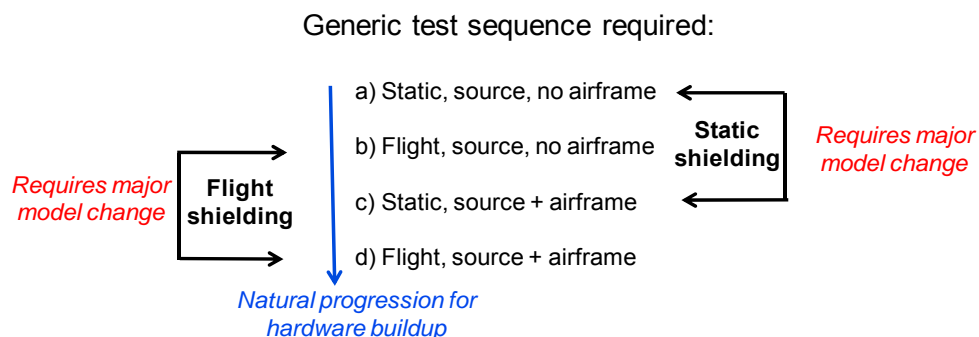 Generic test sequence required:
a) Static, source, no airframe
b) Flight, source, no airframe
c) Static, source + airframe
d) Flight, source + airframe
Static
shielding
Requires major
model change
Requires major
model change
Flight
shielding
Natural progression for
hardware buildup